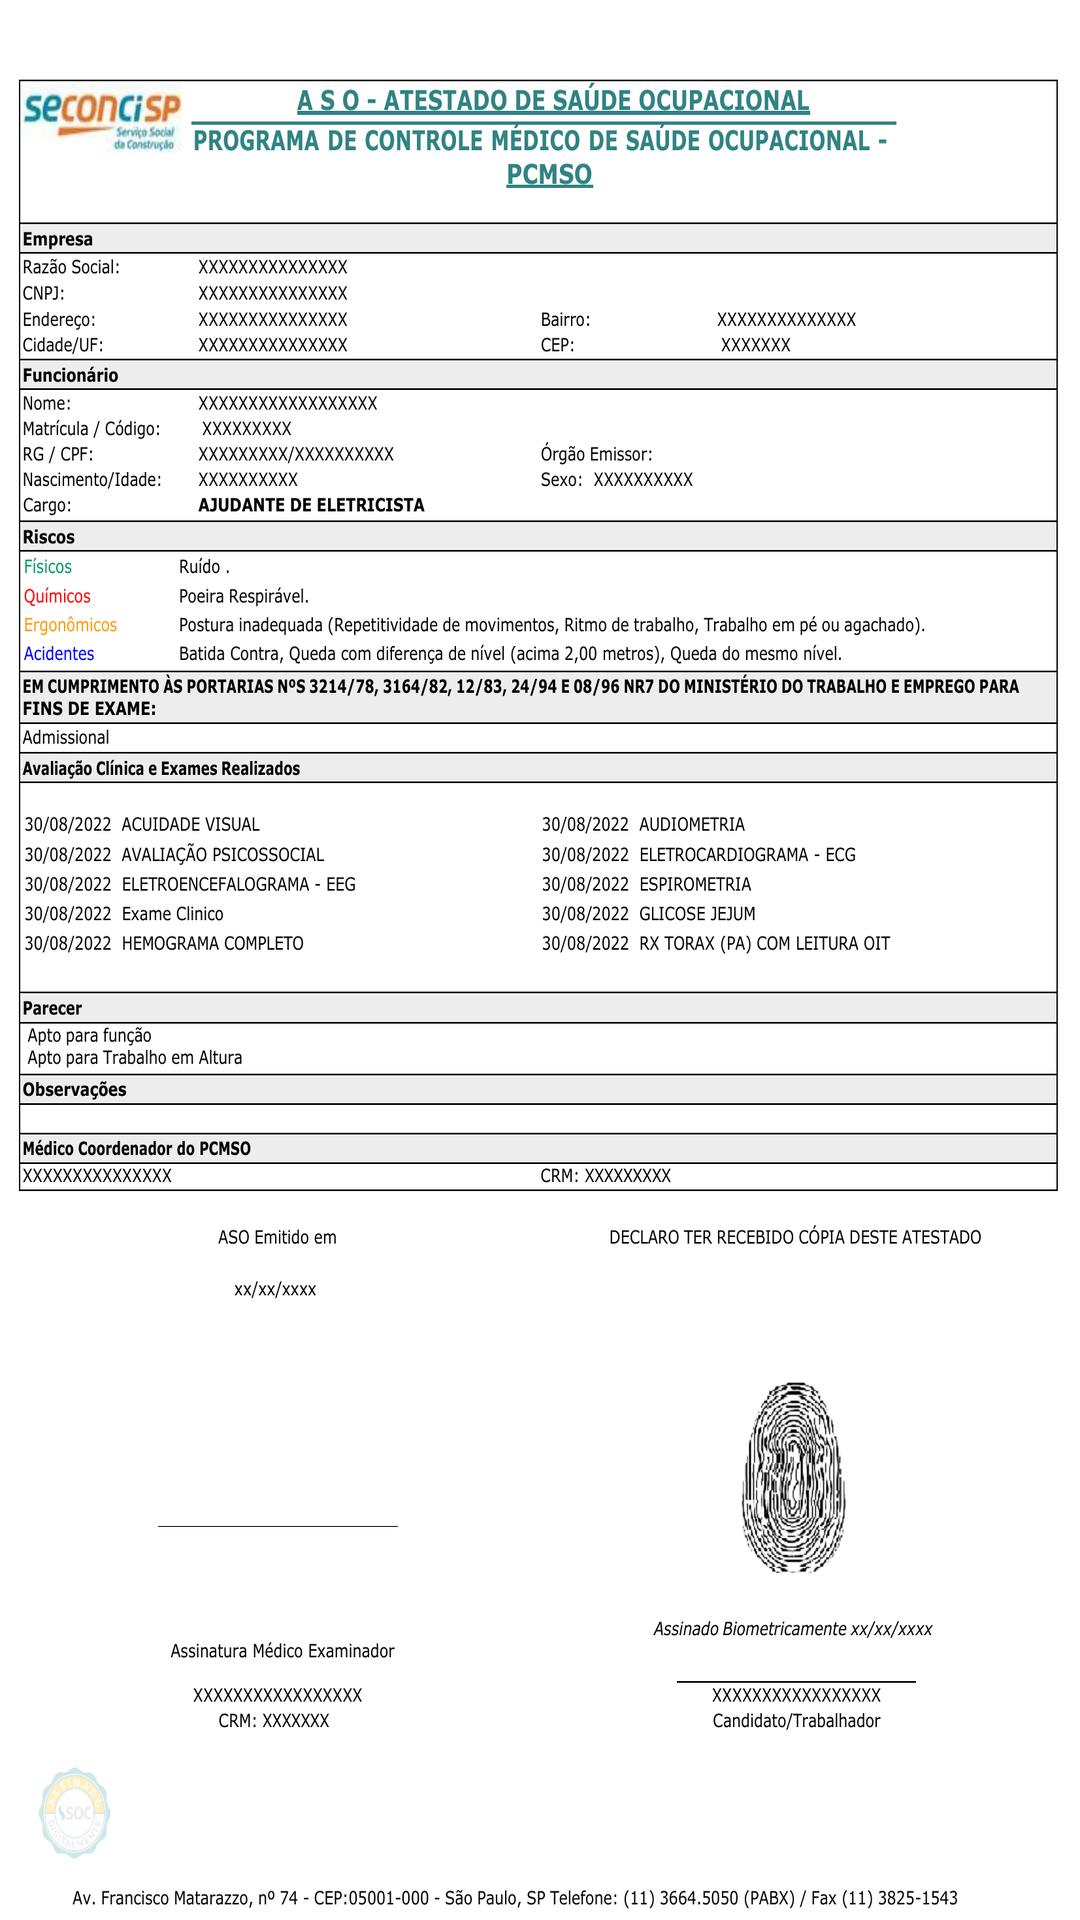 seconci SP
Serviço Social
da Construção
A S O - ATESTADO DE SAÚDE OCUPACIONAL
PROGRAMA DE CONTROLE MÉDICO DE SAÚDE OCUPACIONAL -
PCMSO
Empresa
Razão Social: XXXXXXXXXXXXXXX
CNPJ: XXXXXXXXXXXXXXX
Endereço: XXXXXXXXXXXXXXX Bairro: XXXXXXXXXXXXXX
Cidade/UF: XXXXXXXXXXXXXXX CEP: XXXXXXX
Funcionário
Nome: XXXXXXXXXXXXXXXXXX
Matrícula / Código: XXXXXXXXX
RG / CPF: XXXXXXXXX/XXXXXXXXXX Órgão Emissor:
Nascimento/Idade: XXXXXXXXXX Sexo: XXXXXXXXXX
Cargo: AJUDANTE DE ELETRICISTA
Riscos
Físicos Ruído .
Químicos Poeira Respirável.
Ergonômicos Postura inadequada (Repetitividade de movimentos, Ritmo de trabalho, Trabalho em pé ou agachado).
Acidentes Batida Contra, Queda com diferença de nível (acima 2,00 metros), Queda do mesmo nível.
EM CUMPRIMENTO ÀS PORTARIAS NºS 3214/78, 3164/82, 12/83, 24/94 E 08/96 NR7 DO MINISTÉRIO DO TRABALHO E EMPREGO PARA
FINS DE EXAME:
Admissional
Avaliação Clínica e Exames Realizados
30/08/2022 ACUIDADE VISUAL 30/08/2022 AUDIOMETRIA
30/08/2022 AVALIAÇÃO PSICOSSOCIAL 30/08/2022 ELETROCARDIOGRAMA - ECG
30/08/2022 ELETROENCEFALOGRAMA - EEG 30/08/2022 ESPIROMETRIA
30/08/2022 Exame Clinico 30/08/2022 GLICOSE JEJUM
30/08/2022 HEMOGRAMA COMPLETO 30/08/2022 RX TORAX (PA) COM LEITURA OIT
Parecer
Apto para função
Apto para Trabalho em Altura
Observações
Médico Coordenador do PCMSO
XXXXXXXXXXXXXXX CRM: XXXXXXXXX
ASO Emitido em DECLARO TER RECEBIDO CÓPIA DESTE ATESTADO
xx/xx/xxxx
Assinado Biometricamente xx/xx/xxxx
Assinatura Médico Examinador
XXXXXXXXXXXXXXXXX XXXXXXXXXXXXXXXXX
CRM: XXXXXXX Candidato/Trabalhador
ASSINADO
SOC
DIGITALMENTE
Av. Francisco Matarazzo, nº 74 - CEP:05001-000 - São Paulo, SP Telefone: (11) 3664.5050 (PABX) / Fax (11) 3825-1543